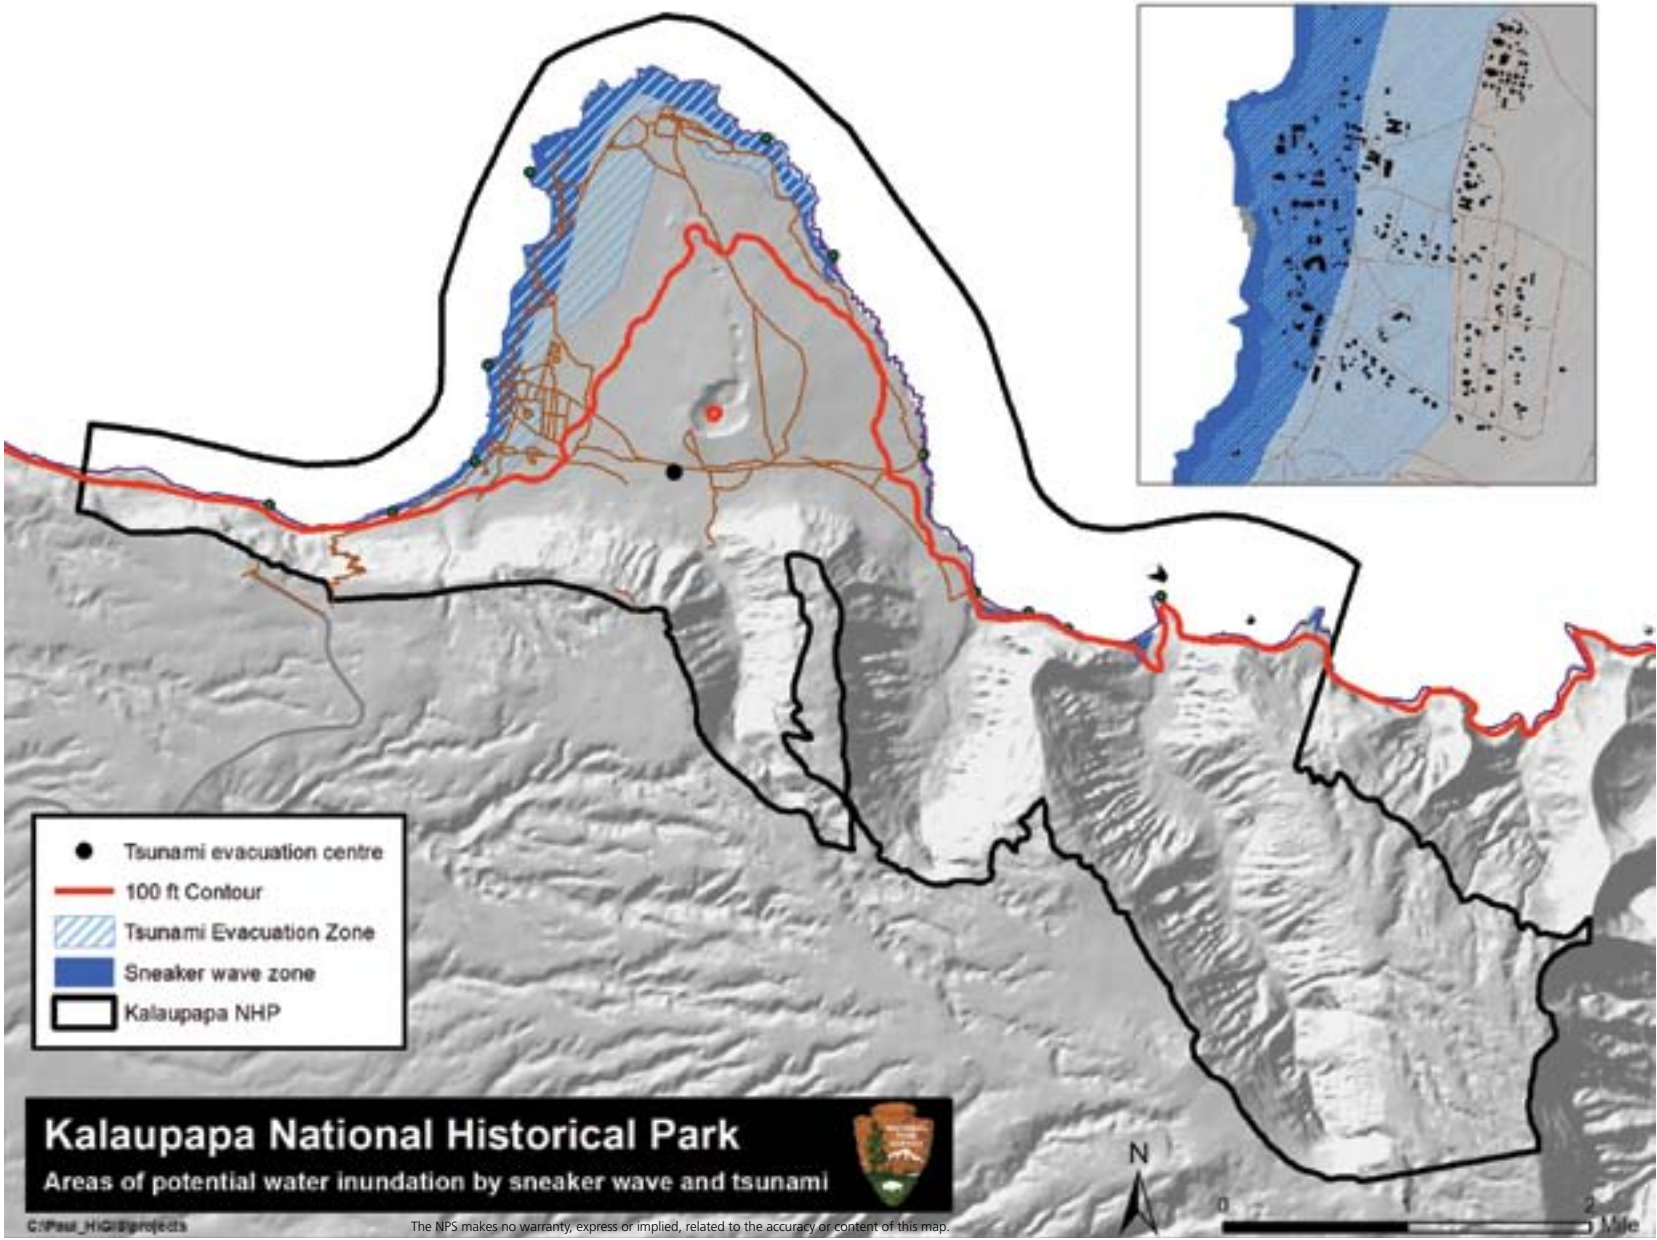 Tsunami evacuation centre
100 ft Contour
Tsunami Evacuation Zone
Sneaker wave zone
Kalaupapa NHP
Kalaupapa National Historical Park
Areas of potential water inundation by sneaker wave and tsunami
C:\Paul_HIGIS\projects
The NPS makes no warranty, express or implied, related to the accuracy or content of this map.
N
0 1 2
Mile